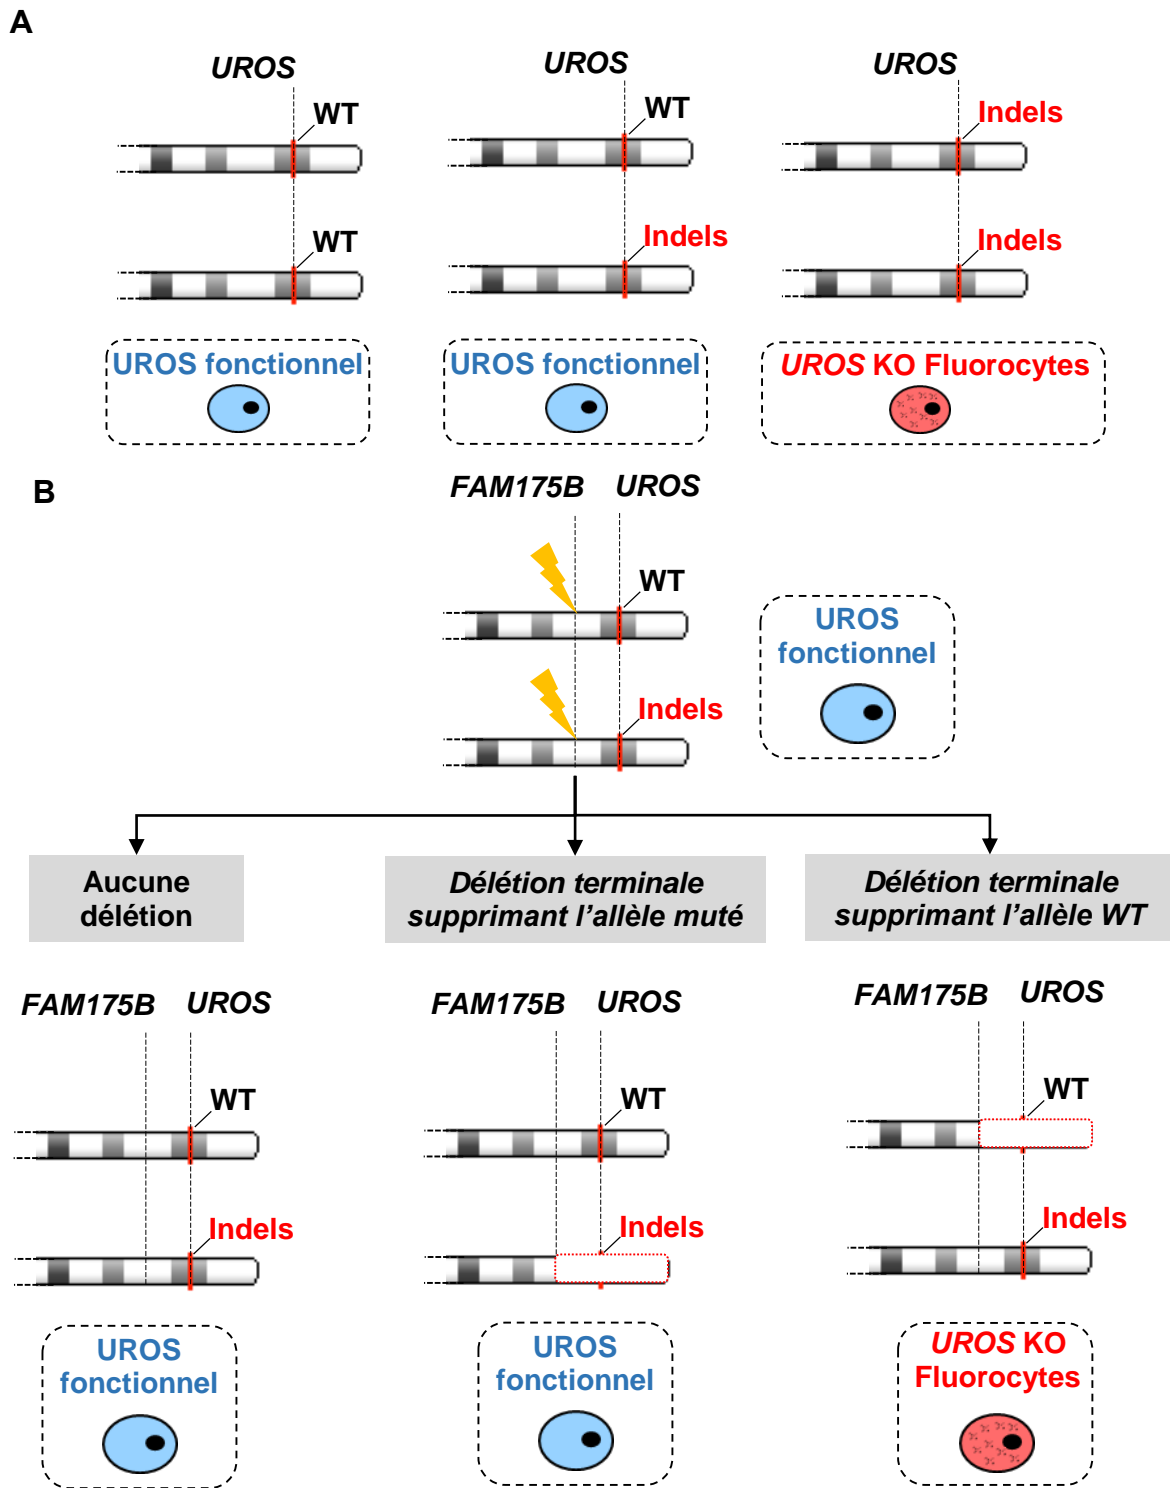 A
UROS
UROS
UROS
WT
WT
Indels
WT
Indels
Indels
UROS fonctionnel
UROS fonctionnel
UROS KO Fluorocytes
B
FAM175B
UROS
WT
UROS
fonctionnel
Indels
Aucune
délétion
Délétion terminale
supprimant l'allèle muté
Délétion terminale
supprimant l'allèle WT
FAM175B
UROS
FAM175B
UROS
FAM175B
UROS
WT
WT
WT
Indels
Indels
Indels
UROS
fonctionnel
UROS
fonctionnel
UROS KO
Fluorocytes